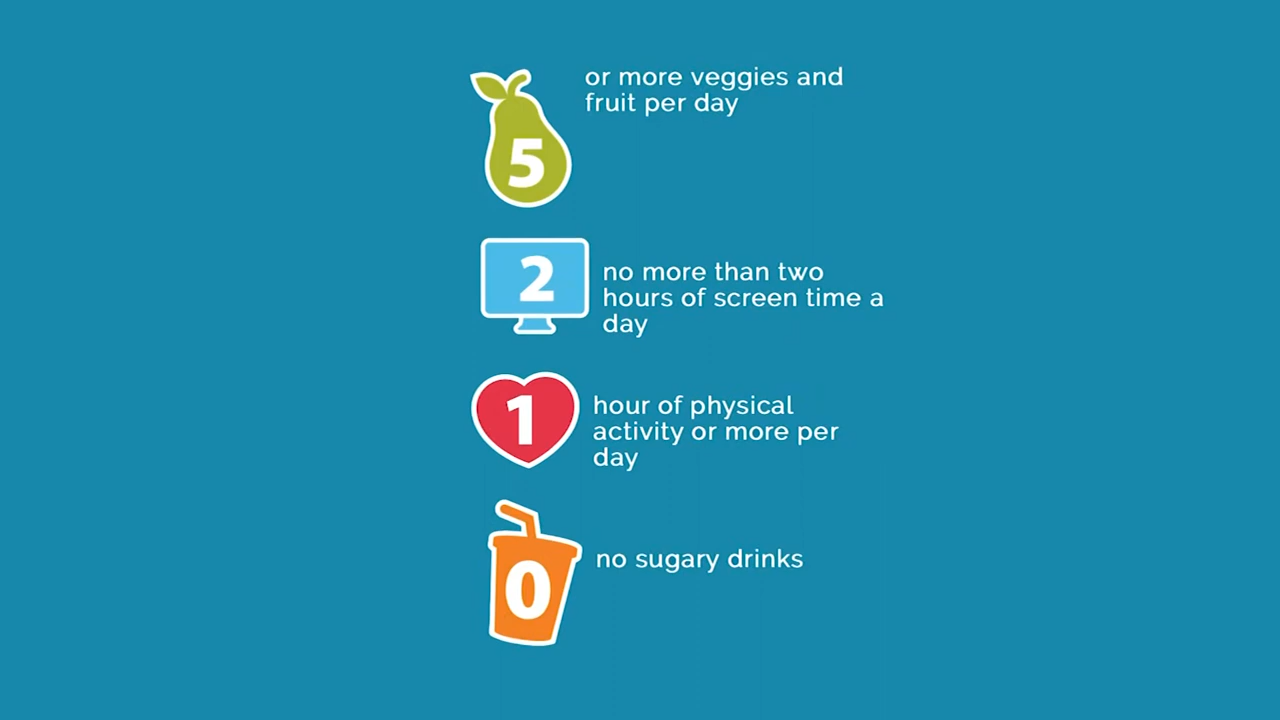 5
or more veggies and
fruit per day
2
no more than two
hours of screen time a
day
1
hour of physical
activity or more per
day
0
no sugary drinks